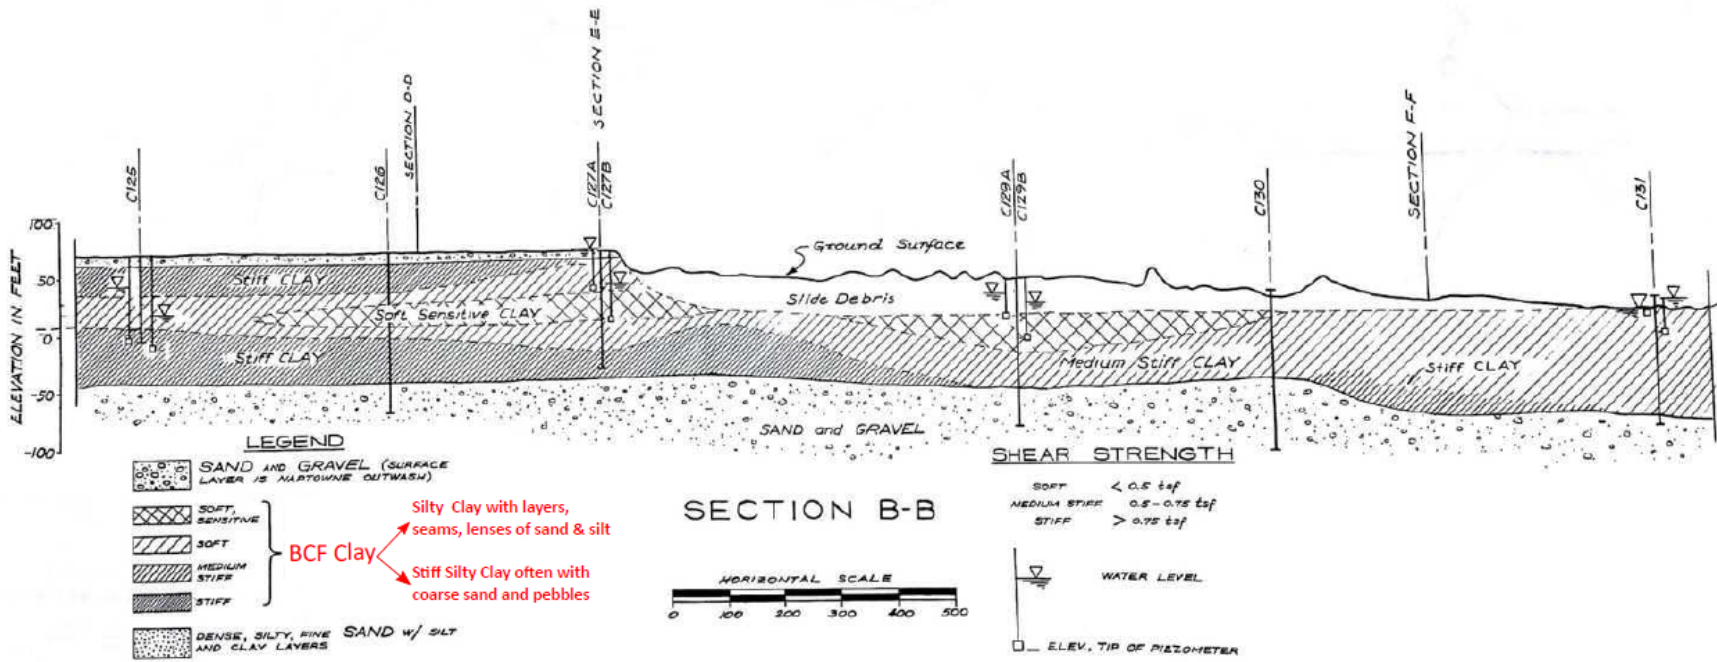 SECTION D-D
SECTION E-E
SECTION F-F
C125
C126
C127A
C127B
C129A
C129B
C130
C131
ELEVATION IN FEET
100
50
0
-50
-100
Ground Surface
Stiff CLAY
Slide Debris
Soft Sensitive CLAY
Stiff CLAY
Medium Stiff CLAY
Stiff CLAY
SAND and GRAVEL
LEGEND
SAND AND GRAVEL (SURFACE
LAYER IS NAPTOWNE OUTWASH)
SOFT,
SENSITIVE
SOFT
MEDIUM
STIFF
STIFF
DENSE, SILTY, FINE SAND w/ SILT
AND CLAY LAYERS
BCF Clay
Silty Clay with layers,
seams, lenses of sand & silt
Stiff Silty Clay often with
coarse sand and pebbles
SECTION B-B
HORIZONTAL SCALE
0 100 200 300 400 500
SHEAR STRENGTH
SOFT < 0.5 tsf
MEDIUM STIFF 0.5-0.75 tsf
STIFF > 0.75 tsf
WATER LEVEL
ELEV. TIP OF PIEZOMETER